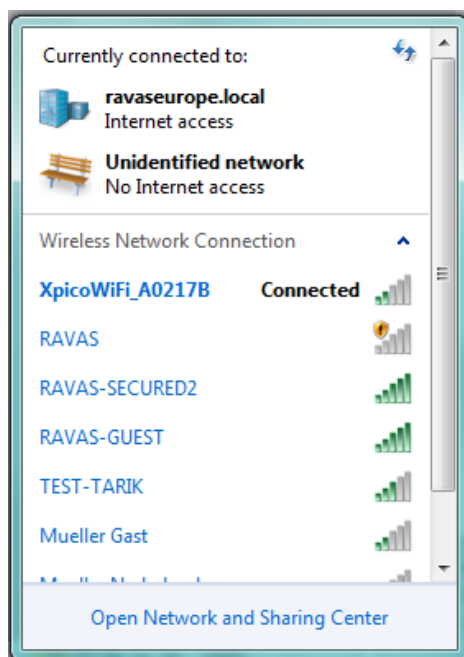 Currently connected to:
ravaseurope.local
Internet access
Unidentified network
No Internet access
Wireless Network Connection
XpicoWiFi_A0217B Connected
RAVAS
RAVAS-SECURED2
RAVAS-GUEST
TEST-TARIK
Mueller Gast
Open Network and Sharing Center